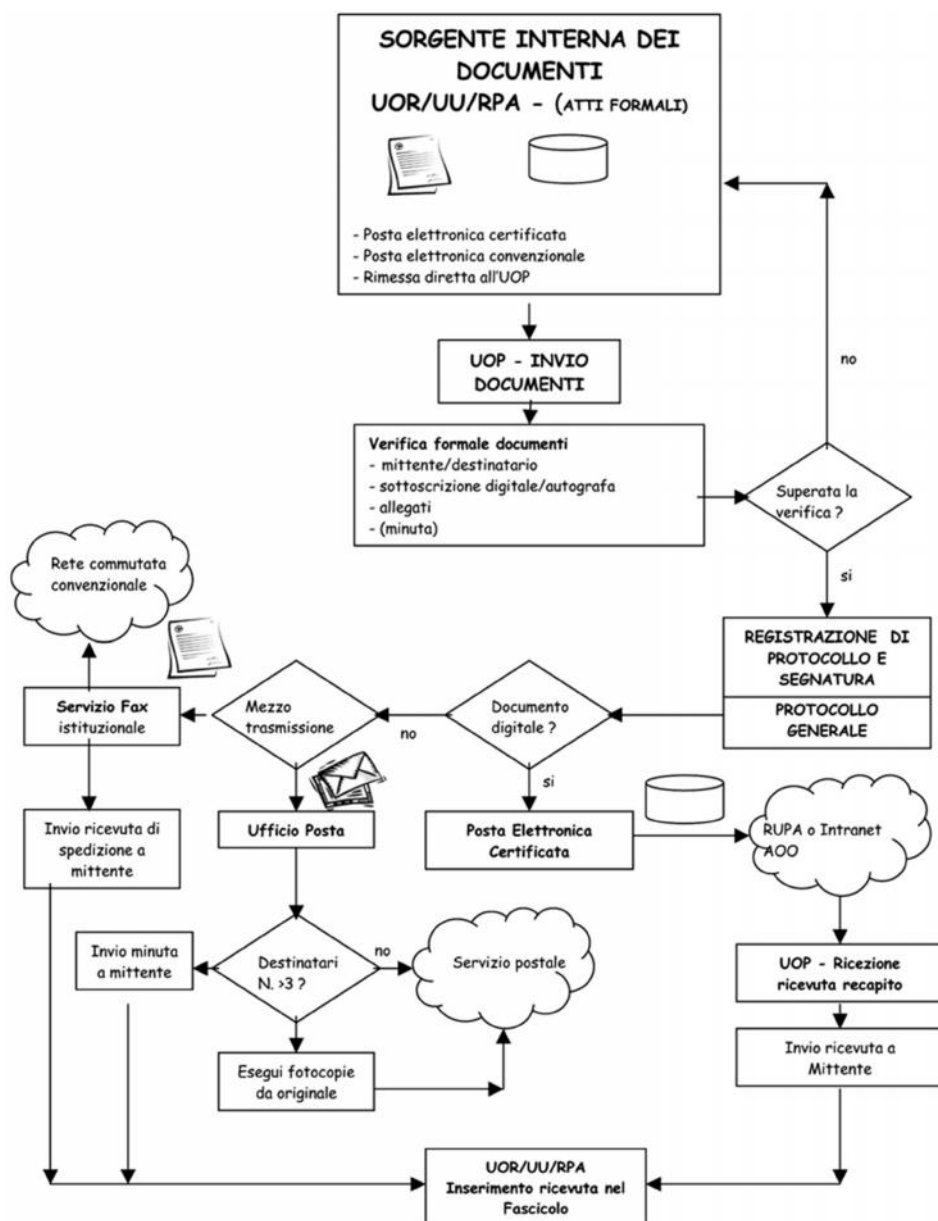 SORGENTE INTERNA DEI
DOCUMENTI
UOR/UU/RPA - (ATTI FORMALI)
- Posta elettronica certificata
- Posta elettronica convenzionale
- Rimessa diretta all'UOP
UOP - INVIO
DOCUMENTI
no
Verifica formale documenti
- mittente/destinatario
- sottoscrizione digitale/autografa
- allegati
- (minuta)
Superata la
verifica ?
si
Rete commutata
convenzionale
REGISTRAZIONE DI
PROTOCOLLO E
SEGNATURA
PROTOCOLLO
GENERALE
Documento
digitale ?
no
si
Mezzo
trasmissione
Servizio Fax
istituzionale
Invio ricevuta di
spedizione a
mittente
Ufficio Posta
Posta Elettronica
Certificata
RUPA o Intranet
AOO
Invio minuta
a mittente
Destinatari
N. >3 ?
no
Servizio postale
UOP - Ricezione
ricevuta recapito
Esegui fotocopie
da originale
Invio ricevuta a
Mittente
UOR/UU/RPA
Inserimento ricevuta nel
Fascicolo